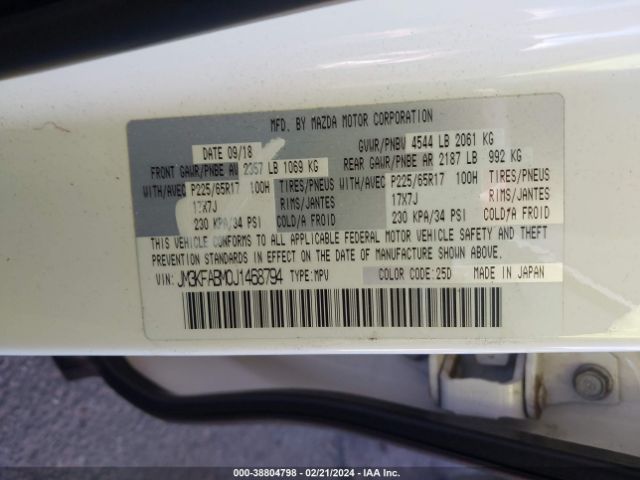 MFD. BY MAZDA MOTOR CORPORATION
DATE 09/18 GVWR/PNBV 4544 LB 2061 KG
FRONT GAWR/PNBE AV 2357 LB 1069 KG REAR GAWR/PNBE AR 2187 LB 992 KG
WITH/AVEC P225/65R17 100H TIRES/PNEUS WITH/AVEC P225/65R17 100H TIRES/PNEUS
17X7J RIMS/JANTES 17X7J RIMS/JANTES
230 KPA/34 PSI COLD/A FROID 230 KPA/34 PSI COLD/A FROID
THIS VEHICLE CONFORMS TO ALL APPLICABLE FEDERAL MOTOR VEHICLE SAFETY AND THEFT
PREVENTION STANDARDS IN EFFECT ON THE DATE OF MANUFACTURE SHOWN ABOVE.
VIN: JM3KFABM0J1468794 TYPE: MPV COLOR CODE: 25D MADE IN JAPAN
000-38804798 - 02/21/2024 - IAA Inc.